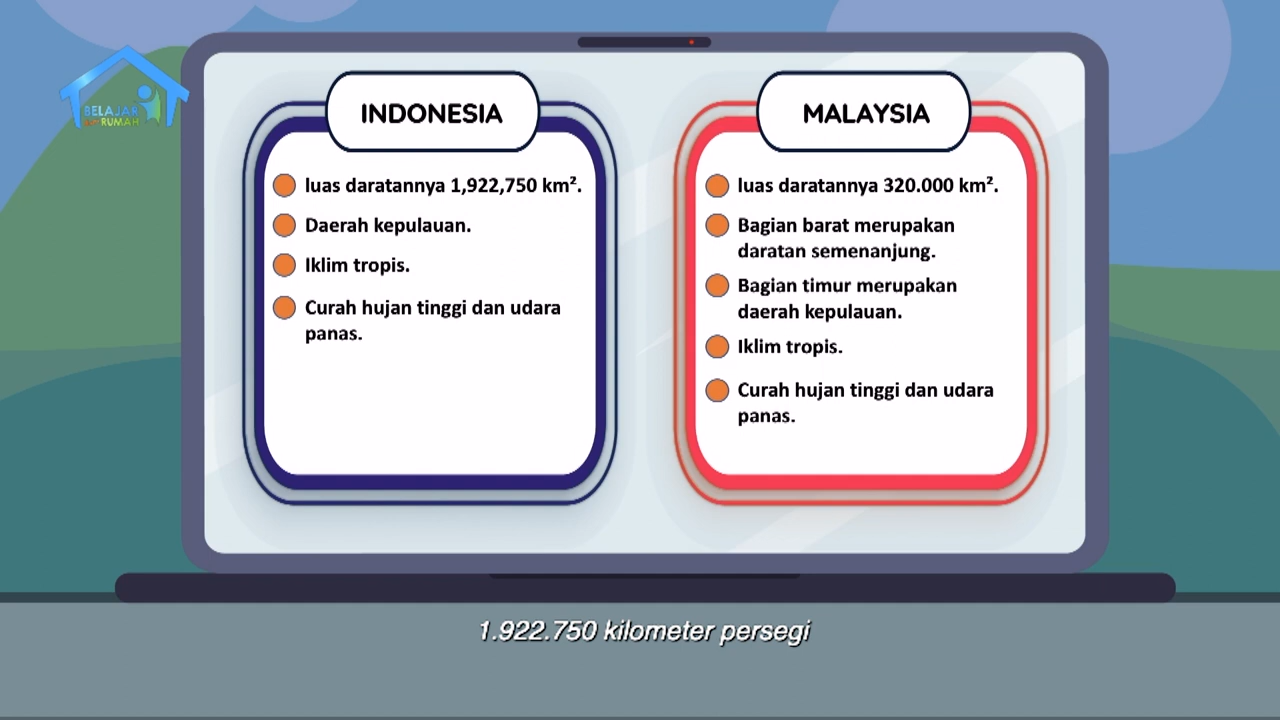 BELAJAR
RUMAH
INDONESIA
luas daratannya 1,922,750 km².
Daerah kepulauan.
Iklim tropis.
Curah hujan tinggi dan udara
panas.
MALAYSIA
luas daratannya 320.000 km².
Bagian barat merupakan
daratan semenanjung.
Bagian timur merupakan
daerah kepulauan.
Iklim tropis.
Curah hujan tinggi dan udara
panas.
1.922.750 kilometer persegi